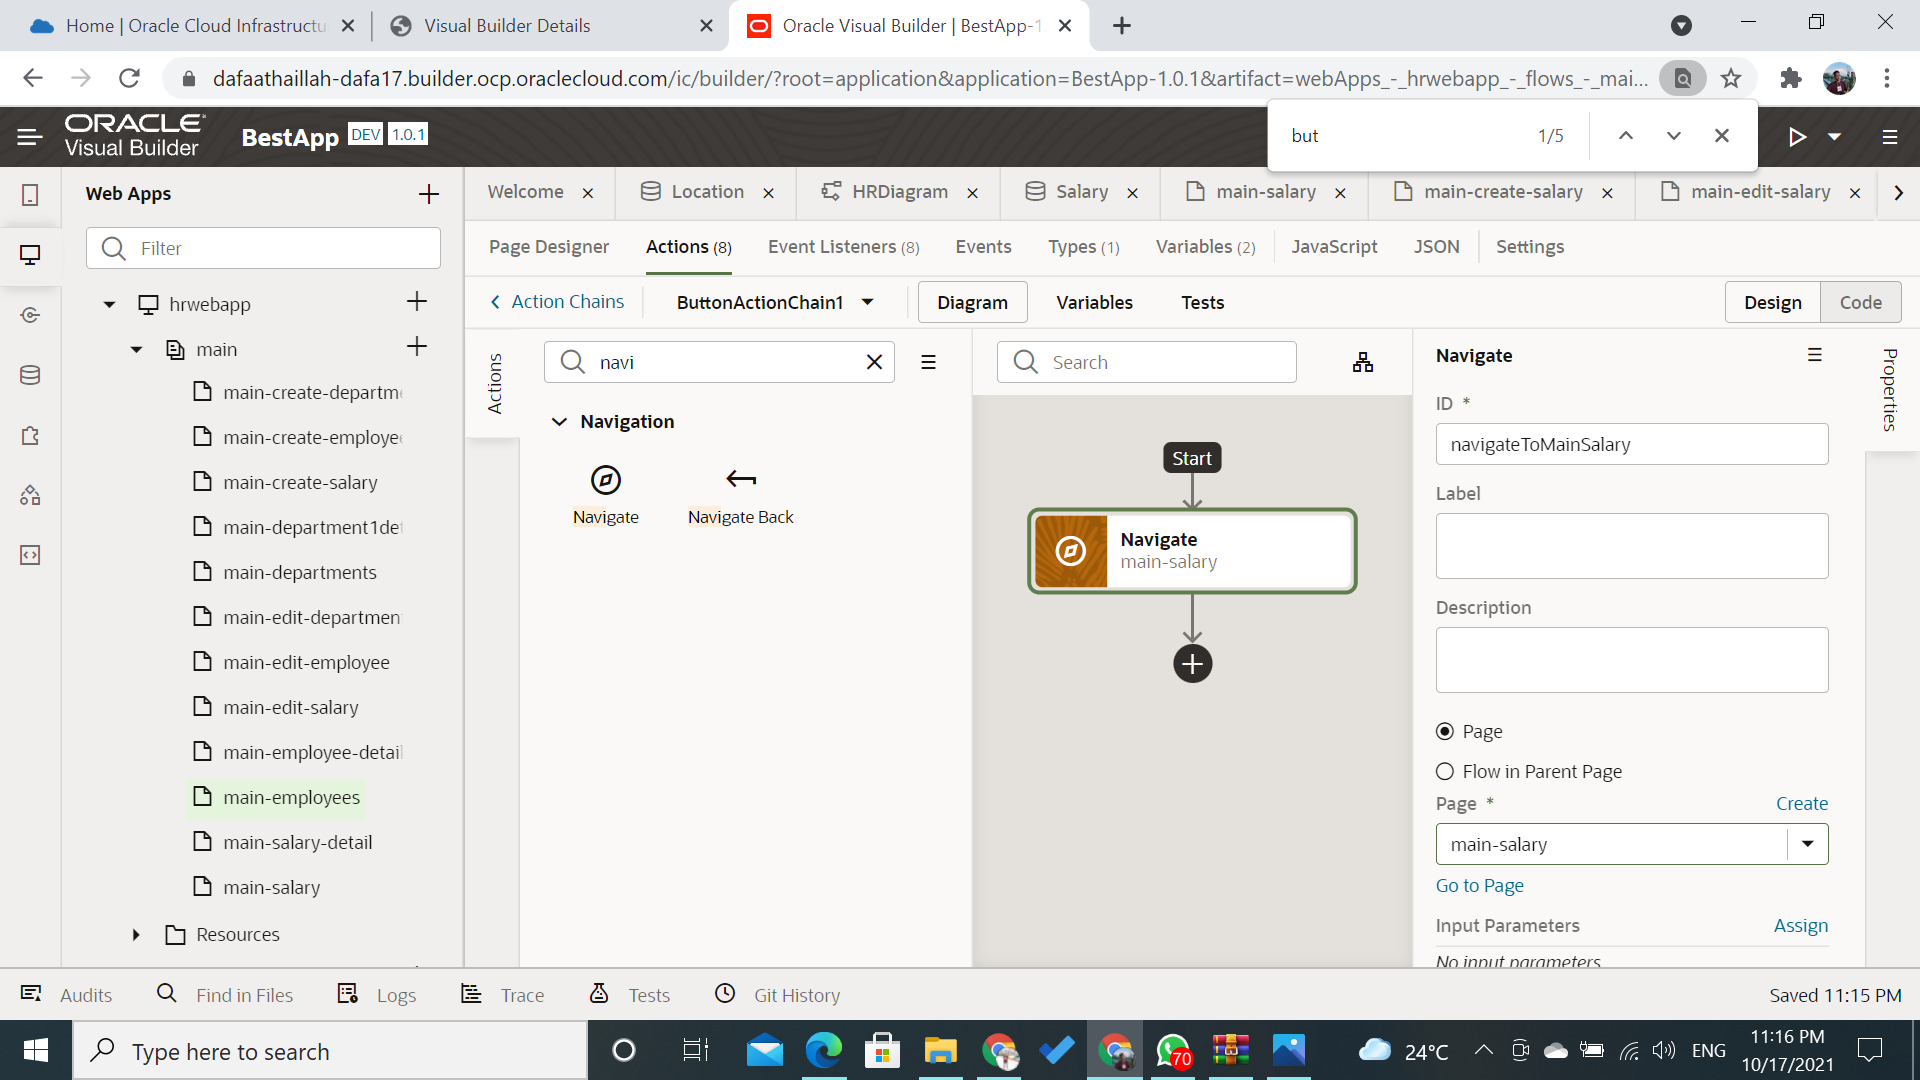 Home | Oracle Cloud Infrastructu
Visual Builder Details
Oracle Visual Builder | BestApp-1
dafaathaillah-dafa17.builder.ocp.oraclecloud.com/ic/builder/?root=application&application=BestApp-1.0.1&artifact=webApps_-_hrwebapp_-_flows_-_mai...
ORACLE
Visual Builder
BestApp DEV 1.0.1
but 1/5
Web Apps
Filter
hrwebapp
main
main-create-departme
main-create-employee
main-create-salary
main-department1det
main-departments
main-edit-department
main-edit-employee
main-edit-salary
main-employee-detail
main-employees
main-salary-detail
main-salary
Resources
Welcome Location HRDiagram Salary main-salary main-create-salary main-edit-salary
Page Designer Actions (8) Event Listeners (8) Events Types (1) Variables (2) JavaScript JSON Settings
Action Chains ButtonActionChain1 Diagram Variables Tests Design Code
Actions
navi
Navigation
Navigate Navigate Back
Search
Start
Navigate
main-salary
Navigate
ID *
navigateToMainSalary
Label
Description
Page
Flow in Parent Page
Page * Create
main-salary
Go to Page
Input Parameters Assign
No input parameters
Properties
Audits Find in Files Logs Trace Tests Git History Saved 11:15 PM
Type here to search
70
24°C
ENG
11:16 PM
10/17/2021